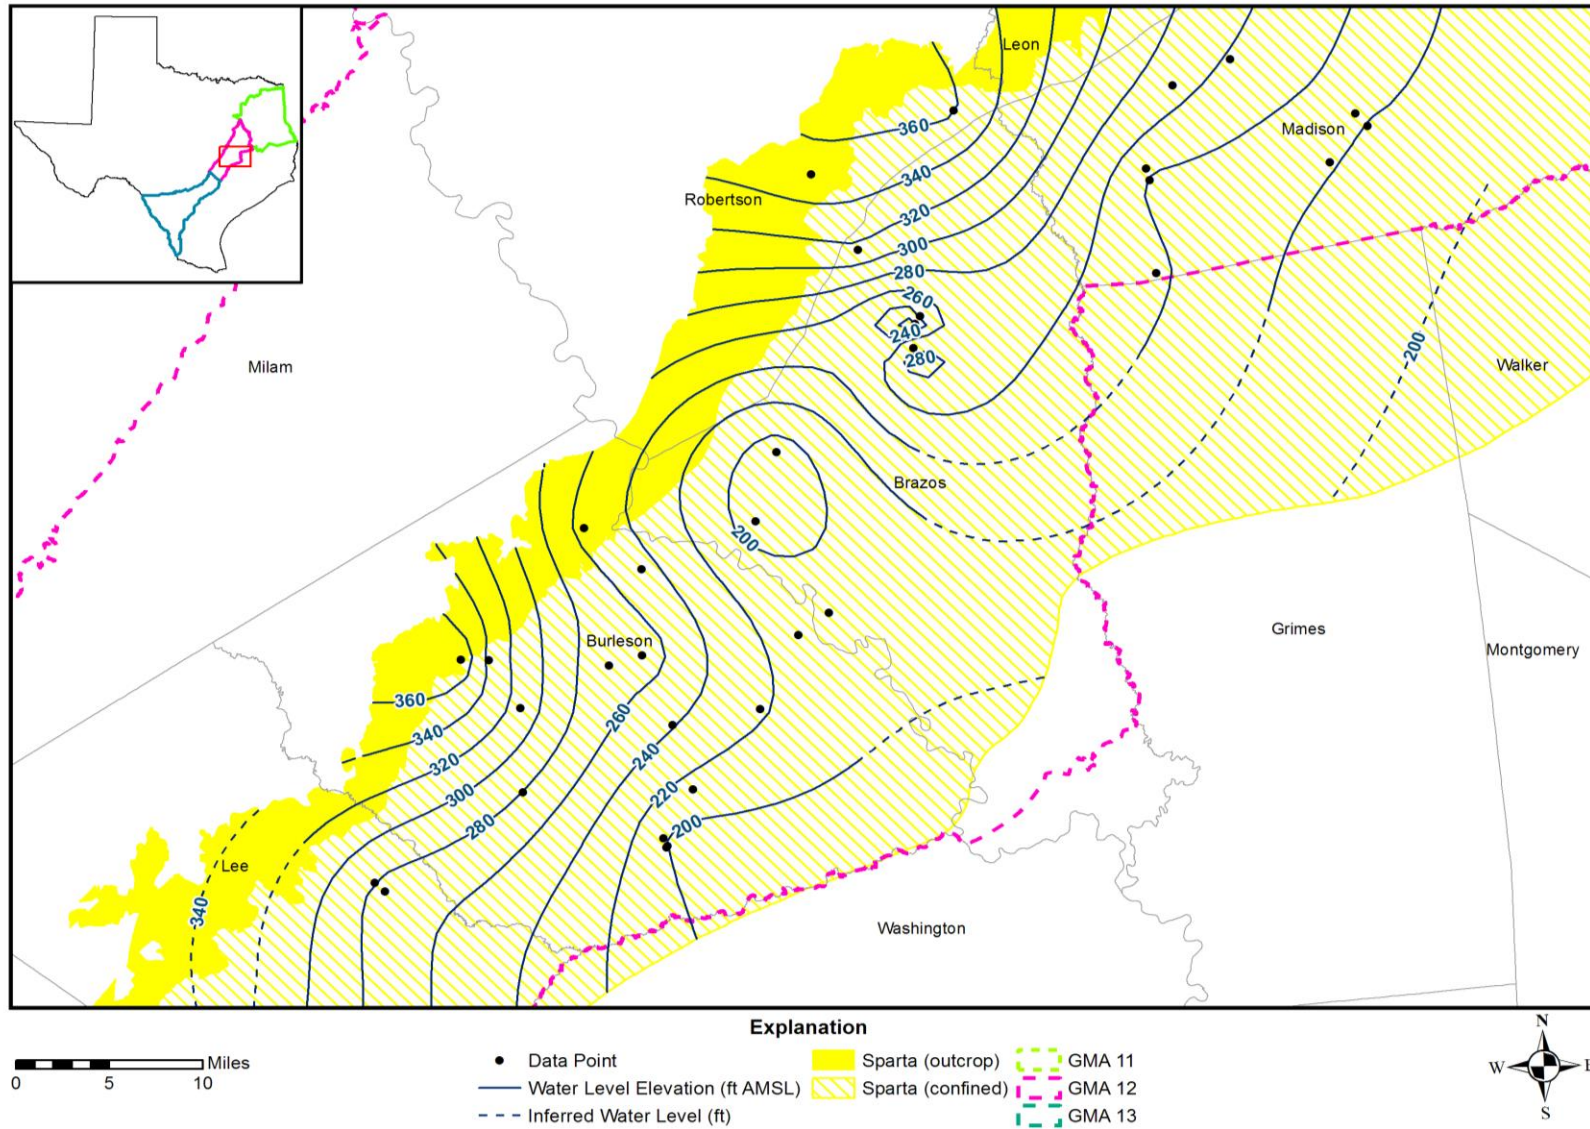 Leon
360
Madison
340
Robertson
320
300
280
260
240
280
200
Milam
Walker
Brazos
200
Burleson
Grimes
Montgomery
360
260
340
240
320
220
300
280
200
Lee
340
Washington
Explanation
N
W
E
S
Miles
0 5 10
Data Point
Water Level Elevation (ft AMSL)
Inferred Water Level (ft)
Sparta (outcrop)
Sparta (confined)
GMA 11
GMA 12
GMA 13